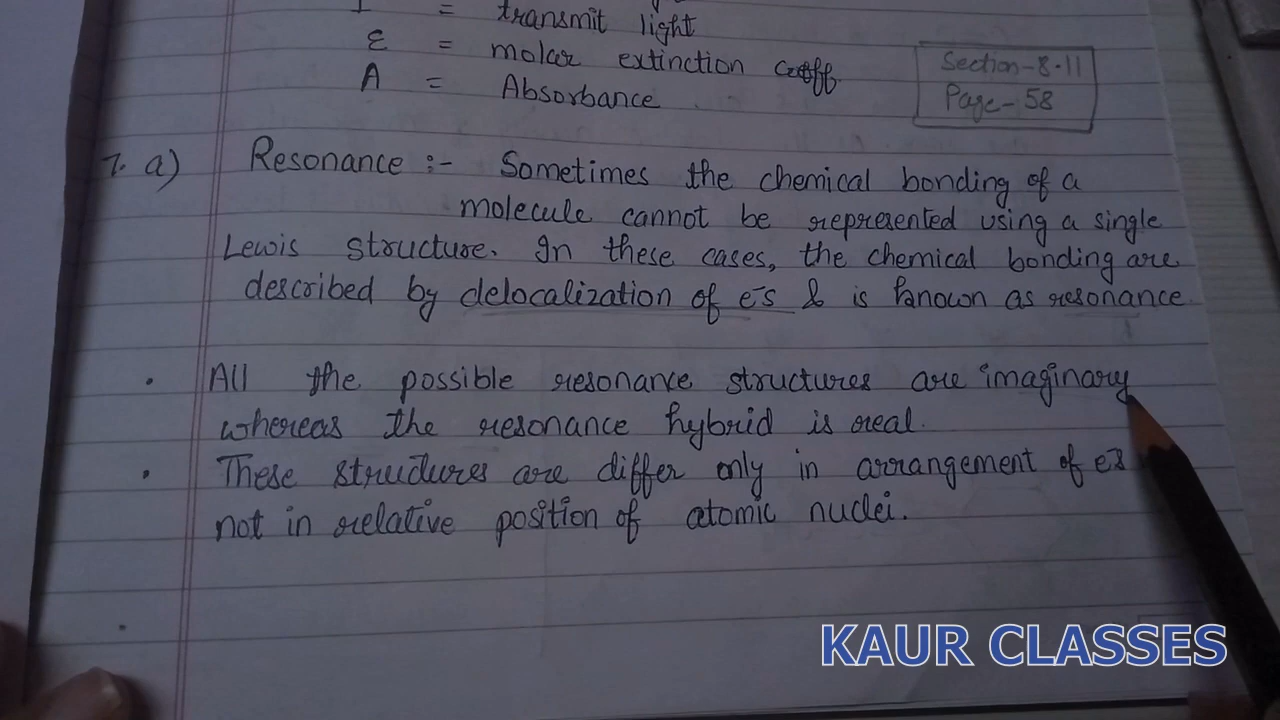 = transmit light
ε = molar extinction coeff.
A = Absorbance
Section-8.11
Page-58
7. a) Resonance :- Sometimes the chemical bonding of a
molecule cannot be represented using a single
Lewis structure. In these cases, the chemical bonding are
described by delocalization of e⁻s & is known as resonance
. All the possible resonance structures are imaginary
whereas the resonance hybrid is real.
. These structures are differ only in arrangement of e⁻s
not in relative position of atomic nuclei.
KAUR CLASSES